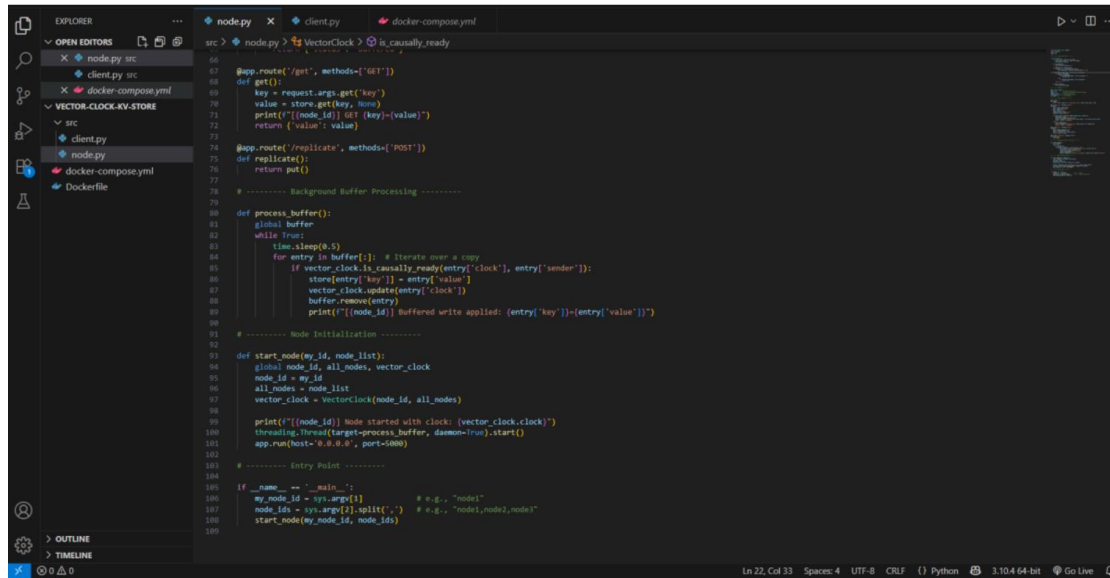 EXPLORER
OPEN EDITORS
node.py src
client.py src
docker-compose.yml
VECTOR-CLOCK-KV-STORE
src
client.py
node.py
docker-compose.yml
Dockerfile
OUTLINE
TIMELINE
node.py
client.py
docker-compose.yml
src > node.py > VectorClock > is_causally_ready
66
67 @app.route('/get', methods=['GET'])
68 def get():
69 key = request.args.get('key')
70 value = store.get(key, None)
71 print(f"[{node_id}] GET {key}={value}")
72 return {'value': value}
73
74 @app.route('/replicate', methods=['POST'])
75 def replicate():
76 return put()
77
78 # --------- Background Buffer Processing ---------
79
80 def process_buffer():
81 global buffer
82 while True:
83 time.sleep(0.5)
84 for entry in buffer[:]: # Iterate over a copy
85 if vector_clock.is_causally_ready(entry['clock'], entry['sender']):
86 store[entry['key']] = entry['value']
87 vector_clock.update(entry['clock'])
88 buffer.remove(entry)
89 print(f"[{node_id}] Buffered write applied: {entry['key']}={entry['value']}")
90
91 # --------- Node Initialization ---------
92
93 def start_node(my_id, node_list):
94 global node_id, all_nodes, vector_clock
95 node_id = my_id
96 all_nodes = node_list
97 vector_clock = VectorClock(node_id, all_nodes)
98
99 print(f"[{node_id}] Node started with clock: {vector_clock.clock}")
100 threading.Thread(target=process_buffer, daemon=True).start()
101 app.run(host='0.0.0.0', port=5000)
102
103 # --------- Entry Point ---------
104
105 if __name__ == '__main__':
106 my_node_id = sys.argv[1] # e.g., "node1"
107 node_ids = sys.argv[2].split(',') # e.g., "node1,node2,node3"
108 start_node(my_node_id, node_ids)
109
0 0 Ln 22, Col 33 Spaces: 4 UTF-8 CRLF {} Python 3.10.4 64-bit Go Live